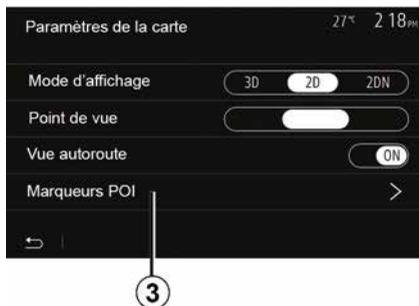 Paramètres de la carte 27°C 2 18PM
Mode d'affichage 3D 2D 2DN
Point de vue
Vue autoroute ON
Marqueurs POI >
3